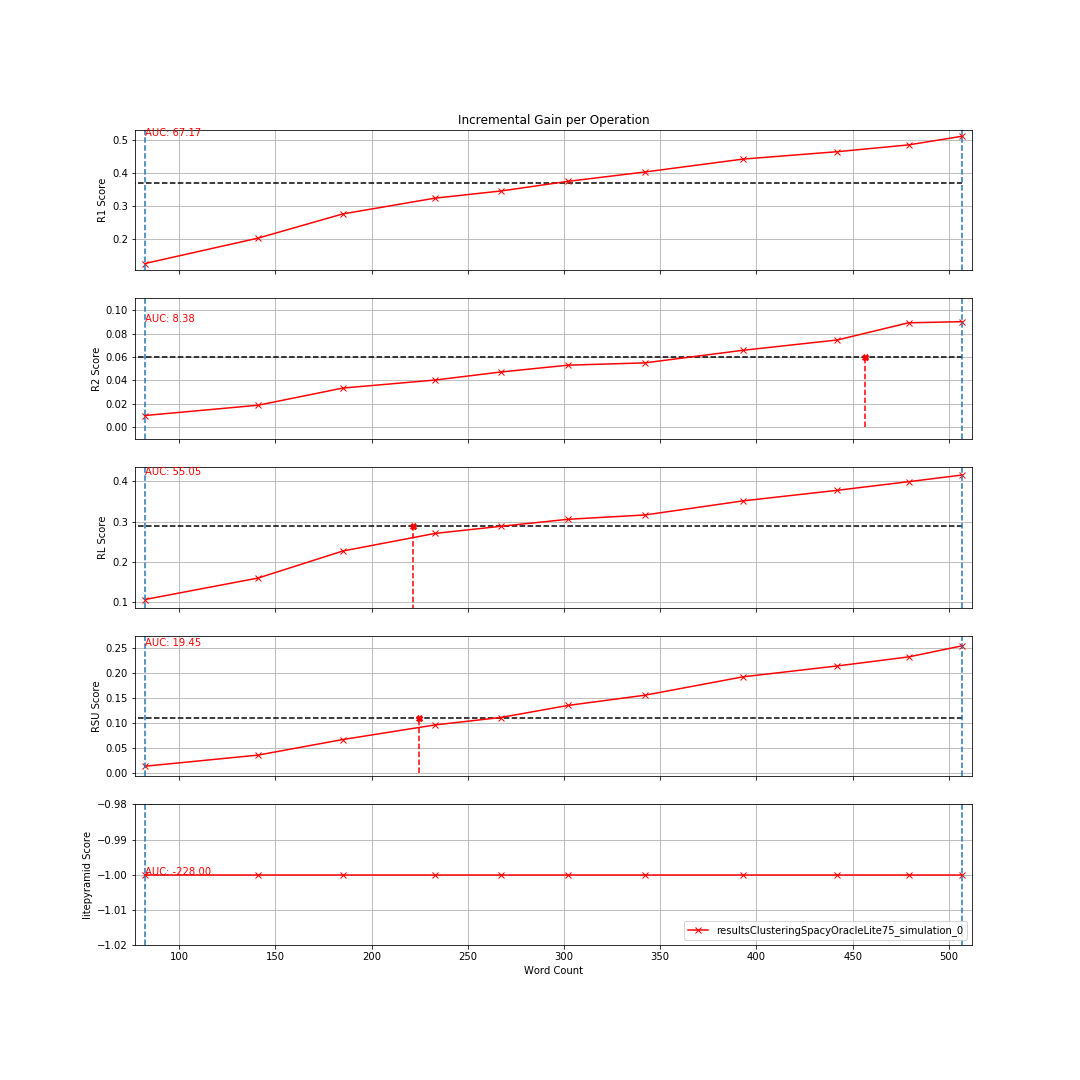 Incremental Gain per Operation
AUC: 67.17
0.5
0.4
0.3
0.2
R1 Score
0.10
AUC: 8.38
0.08
0.06
0.04
0.02
0.00
R2 Score
AUC: 55.05
0.4
0.3
0.2
0.1
RL Score
AUC: 19.45
0.25
0.20
0.15
0.10
0.05
0.00
RSU Score
−0.98
−0.99
AUC: -228.00
−1.00
−1.01
−1.02
litepyramid Score
resultsClusteringSpacyOracleLite75_simulation_0
100 150 200 250 300 350 400 450 500
Word Count